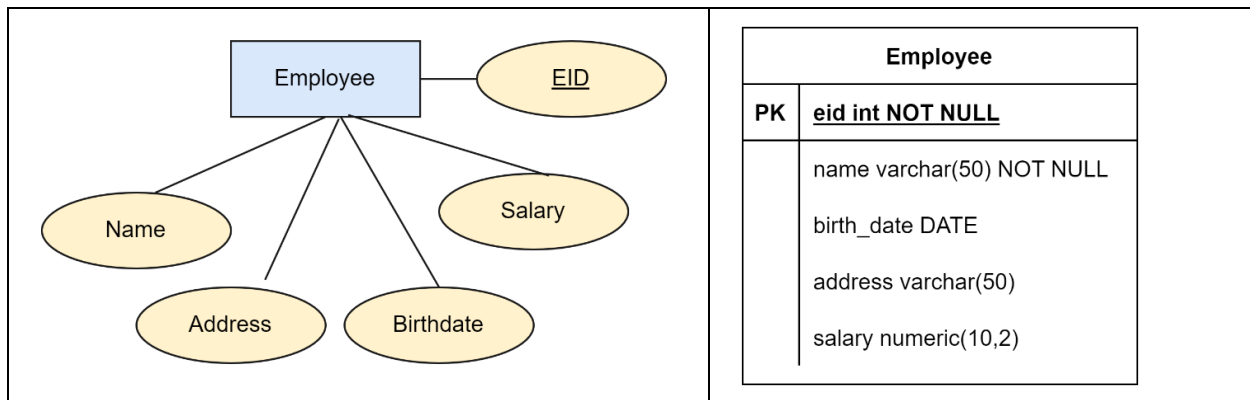 Employee
EID
Name
Salary
Address
Birthdate
Employee
PK
eid int NOT NULL
name varchar(50) NOT NULL
birth_date DATE
address varchar(50)
salary numeric(10,2)